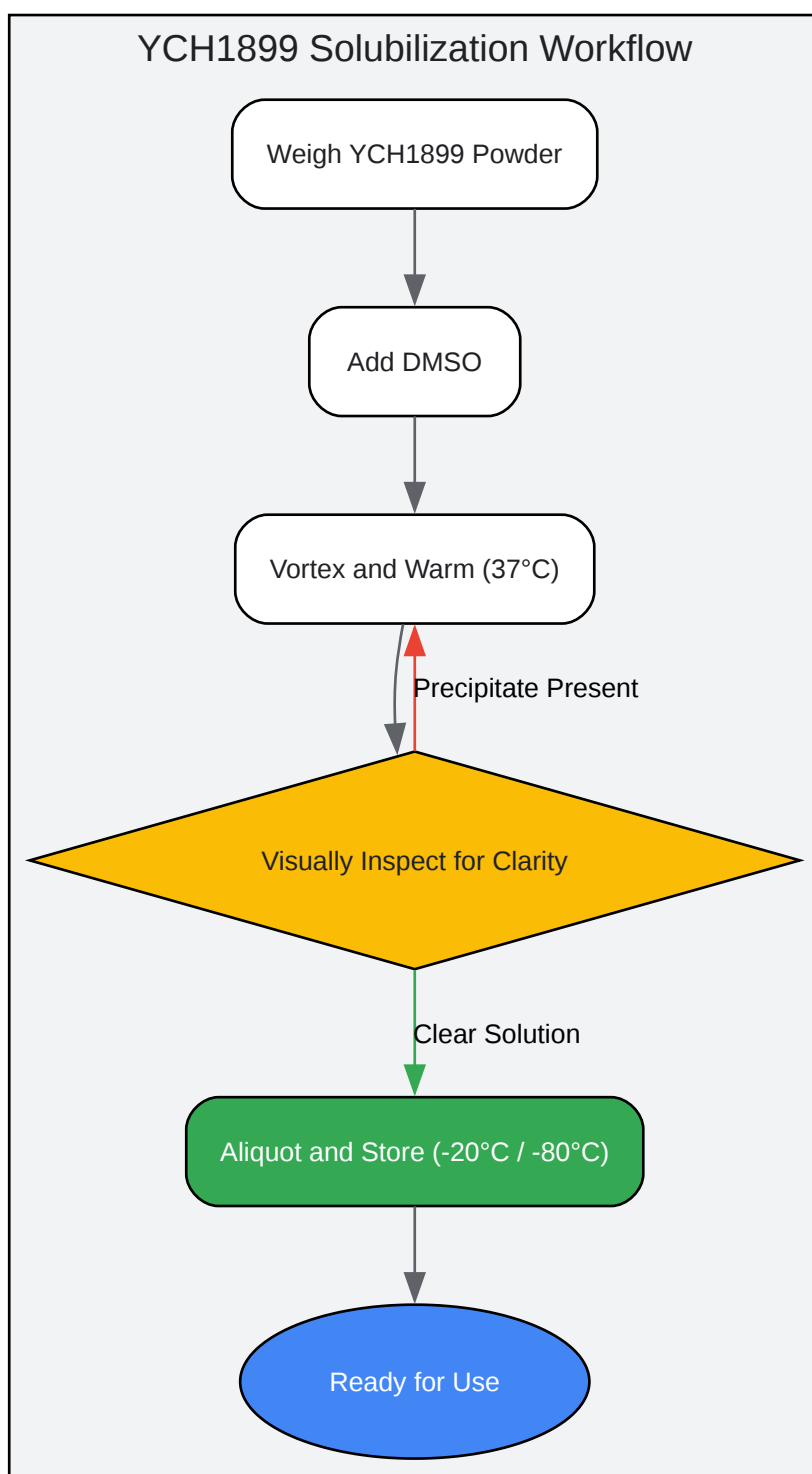 YCH1899 Solubilization Workflow
Weigh YCH1899 Powder
Add DMSO
Vortex and Warm (37°C)
Precipitate Present
Visually Inspect for Clarity
Clear Solution
Aliquot and Store (-20°C / -80°C)
Ready for Use